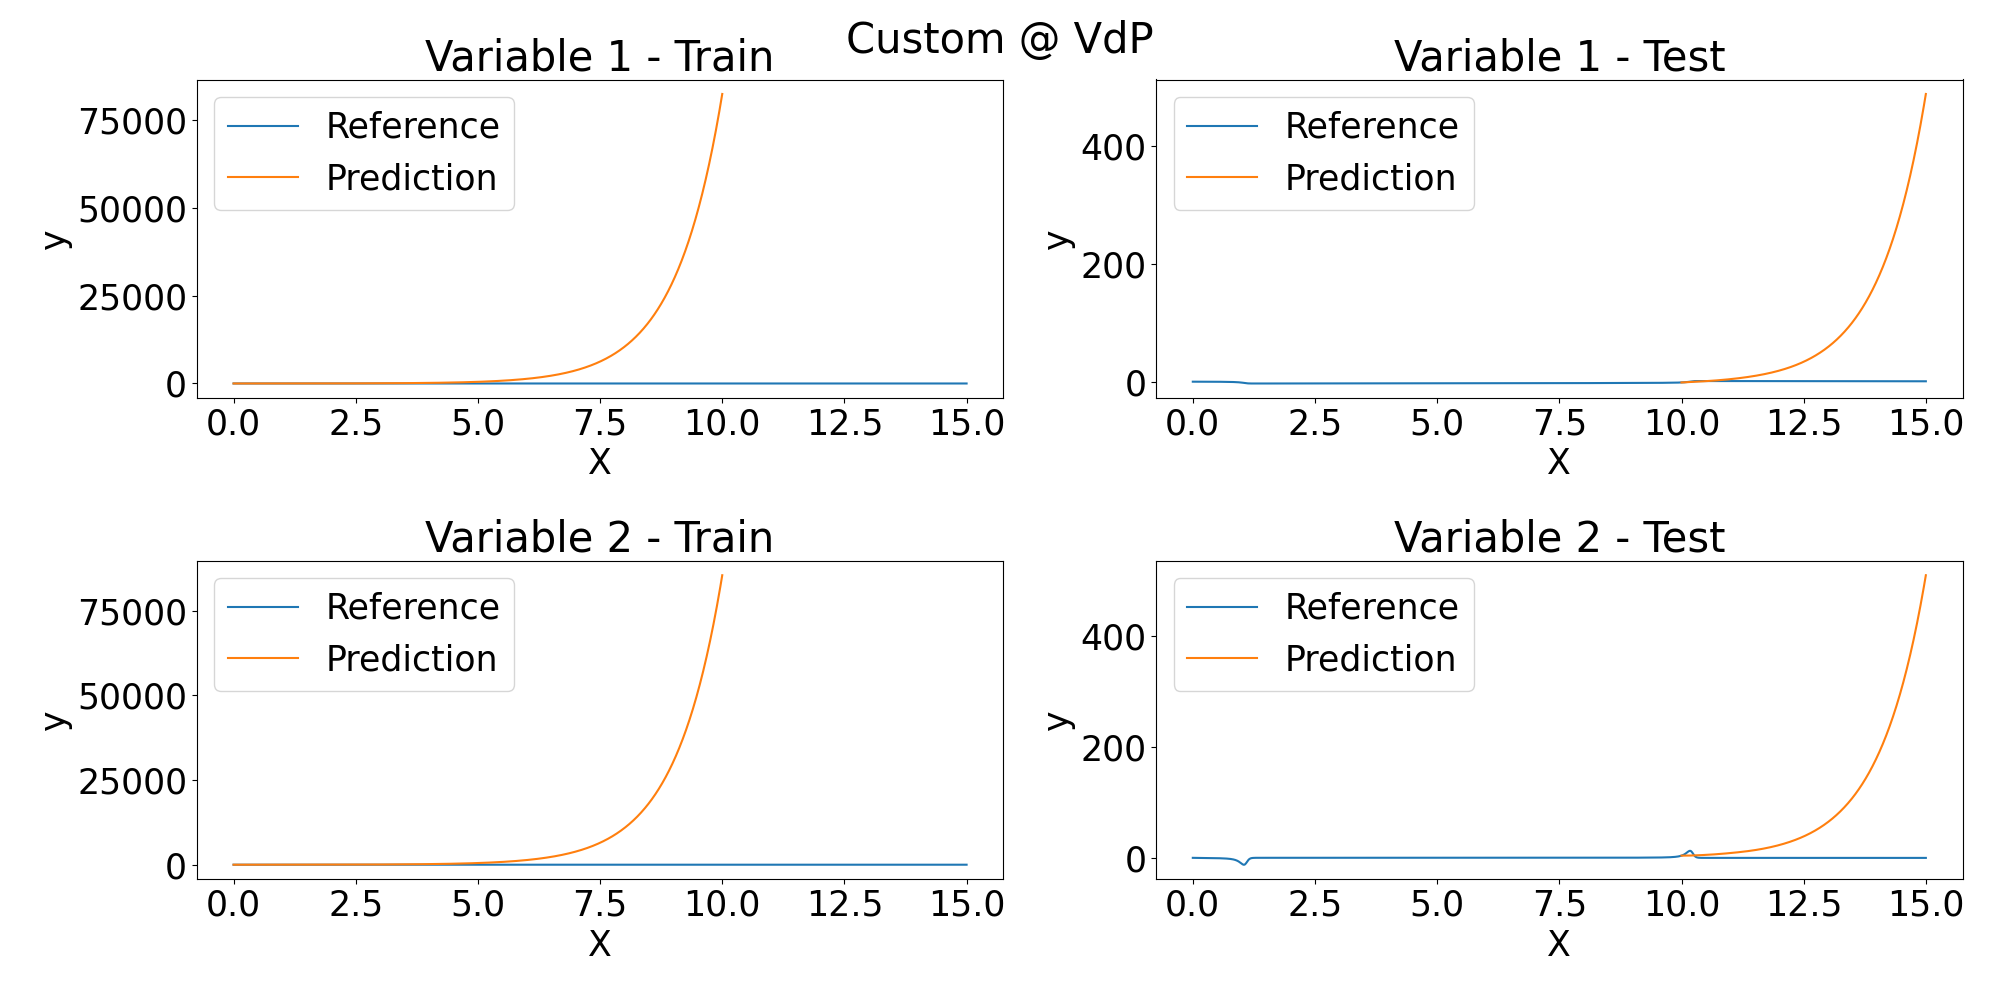 Custom @ VdP
Variable 1 - Train
75000
50000
25000
0
y
Reference
Prediction
0.0 2.5 5.0 7.5 10.0 12.5 15.0
X
Variable 1 - Test
400
200
0
y
Reference
Prediction
0.0 2.5 5.0 7.5 10.0 12.5 15.0
X
Variable 2 - Train
75000
50000
25000
0
y
Reference
Prediction
0.0 2.5 5.0 7.5 10.0 12.5 15.0
X
Variable 2 - Test
400
200
0
y
Reference
Prediction
0.0 2.5 5.0 7.5 10.0 12.5 15.0
X